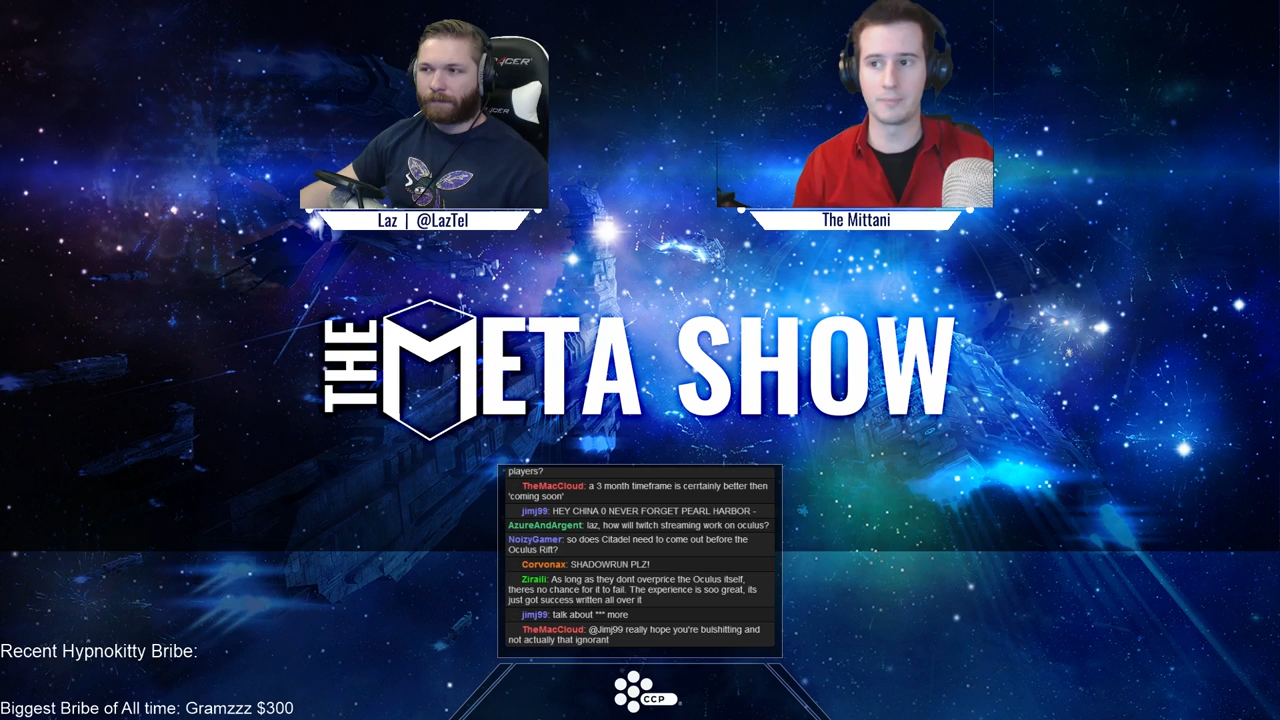 Laz | @LazTel
The Mittani
THE META SHOW
players?
TheMacCloud: a 3 month timeframe is cerrtainly better then
'coming soon'
jimj99: HEY CHINA 0 NEVER FORGET PEARL HARBOR -
AzureAndArgent: laz, how will twitch streaming work on oculus?
NoizyGamer: so does Citadel need to come out before the
Oculus Rift?
Corvonax: SHADOWRUN PLZ!
Ziraili: As long as they dont overprice the Oculus itself,
theres no chance for it to fail. The experience is soo great, its
just got success written all over it
jimj99: talk about *** more
TheMacCloud: @Jimj99 really hope you're bulshitting and
not actually that ignorant
Recent Hypnokitty Bribe:
CCP
Biggest Bribe of All time: Gramzzz $300